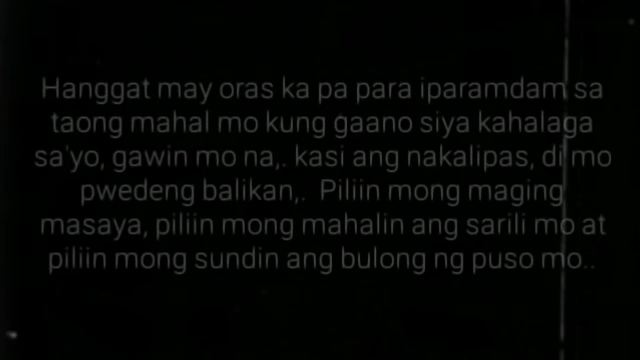 Hanggat may oras ka pa para iparamdam sa
taong mahal mo kung gaano siya kahalaga
sa'yo, gawin mo na,. kasi ang nakalipas, di mo
pwedeng balikan,. Piliin mong maging
masaya, piliin mong mahalin ang sarili mo at
piliin mong sundin ang bulong ng puso mo..